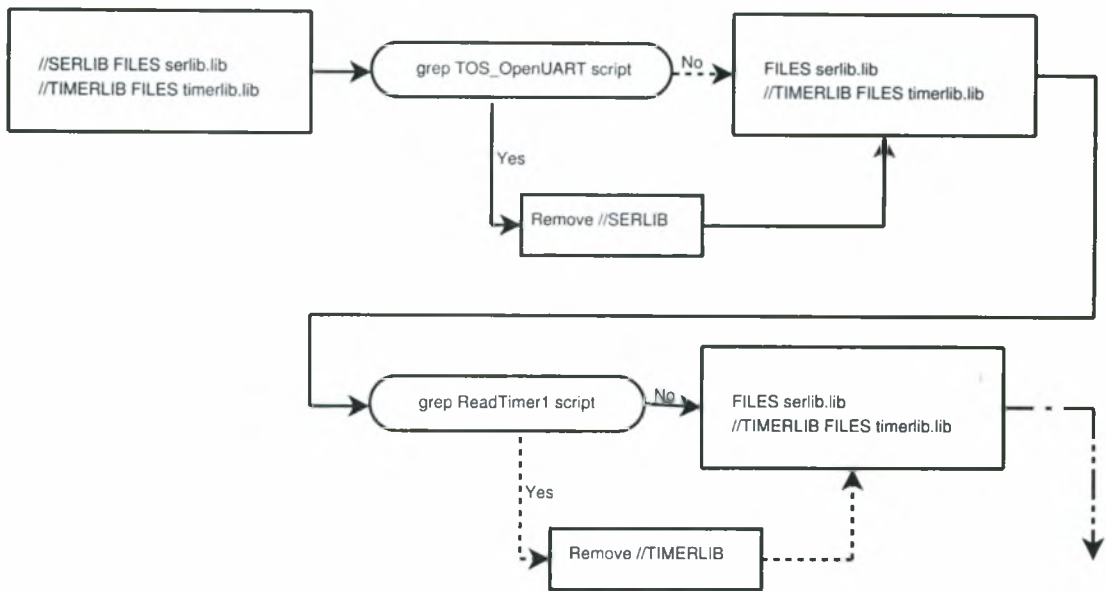 //SERLIB FILES serlib.lib
//TIMERLIB FILES timerlib.lib
grep TOS_OpenUART script
No
FILES serlib.lib
//TIMERLIB FILES timerlib.lib
Yes
Remove //SERLIB
grep ReadTimer1 script
No
FILES serlib.lib
//TIMERLIB FILES timerlib.lib
Yes
Remove //TIMERLIB